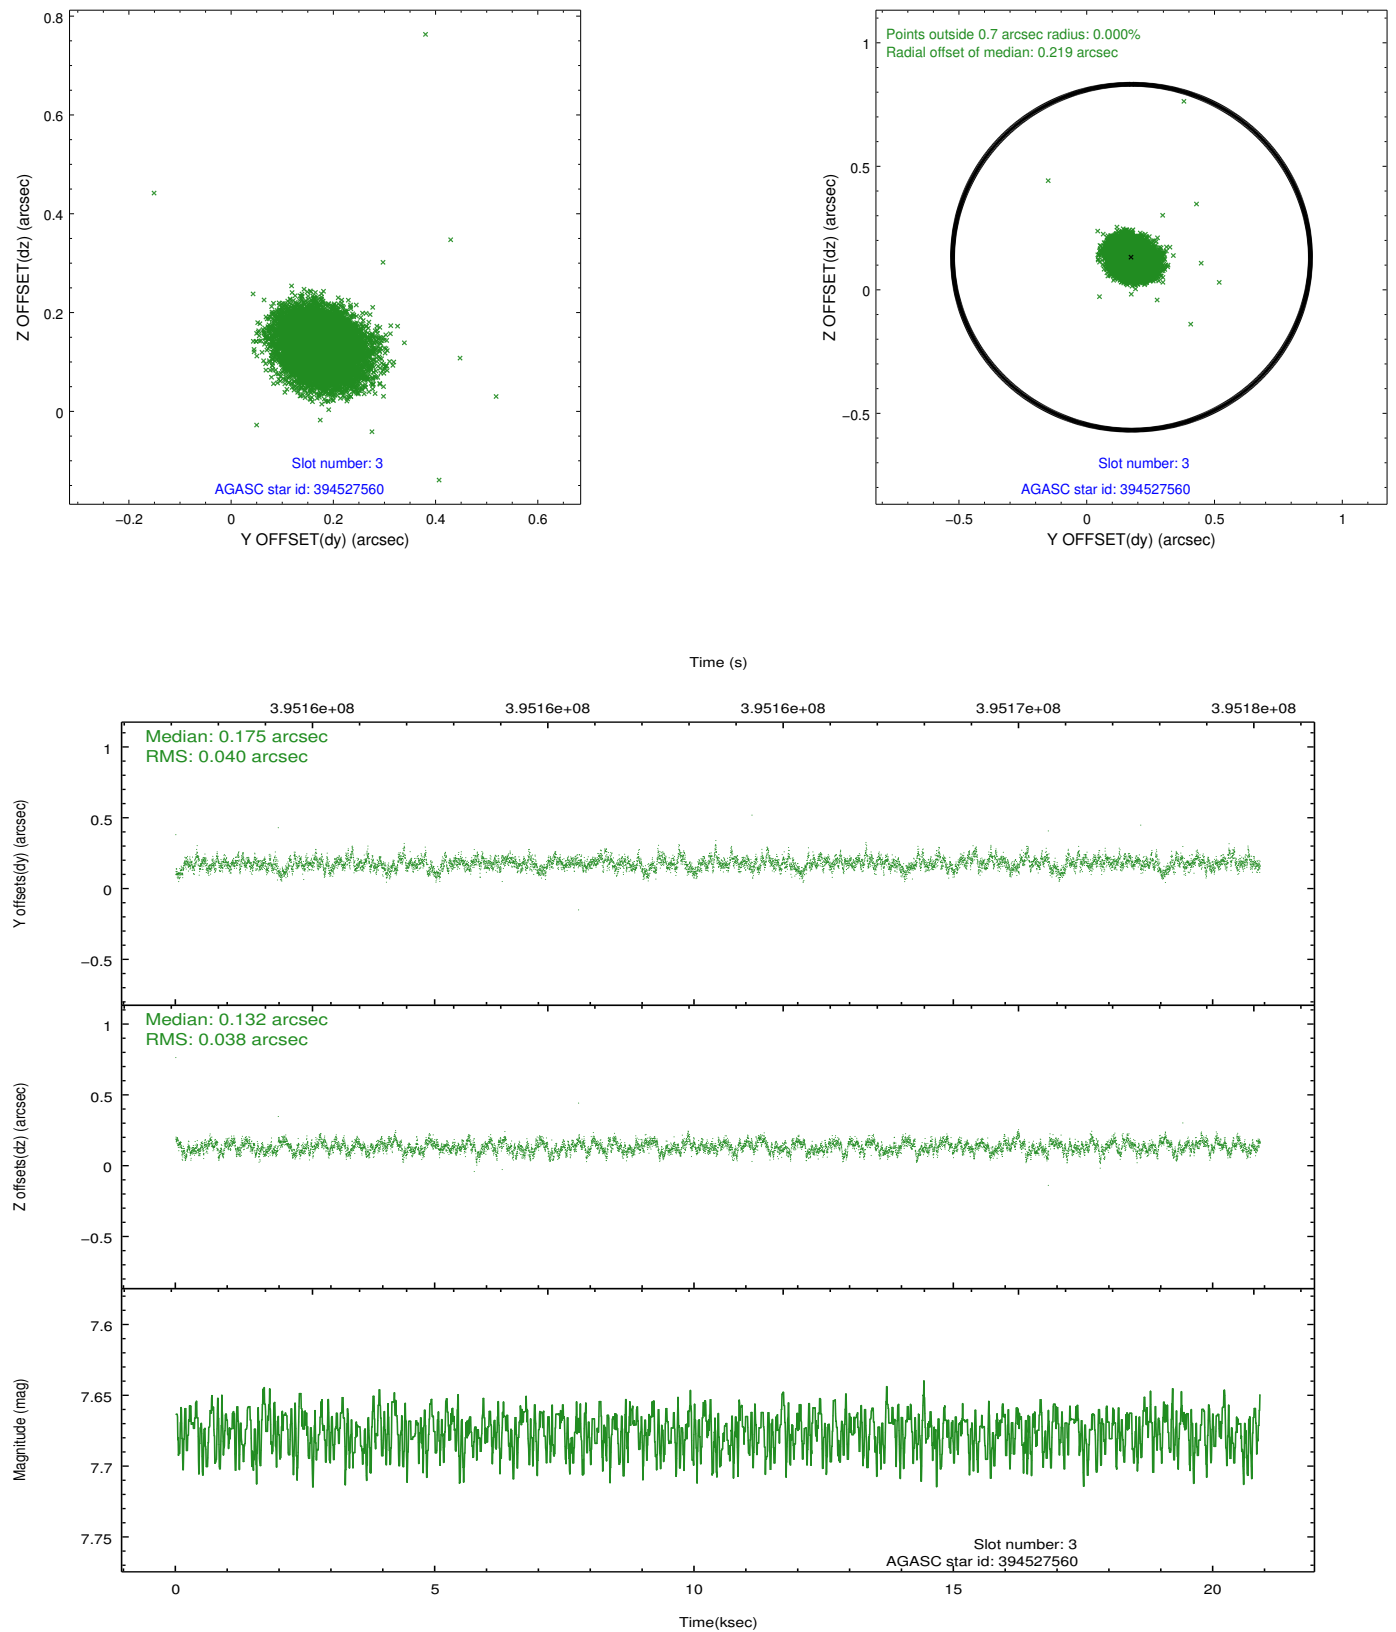 0.8
0.6
0.4
0.2
0
Z OFFSET(dz) (arcsec)
Slot number: 3
AGASC star id: 394527560
−0.2 0 0.2 0.4 0.6
Y OFFSET(dy) (arcsec)
Points outside 0.7 arcsec radius: 0.000%
Radial offset of median: 0.219 arcsec
1
0.5
0
−0.5
Z OFFSET(dz) (arcsec)
Slot number: 3
AGASC star id: 394527560
−0.5 0 0.5 1
Y OFFSET(dy) (arcsec)
Time (s)
3.9516e+08 3.9516e+08 3.9516e+08 3.9517e+08 3.9518e+08
Median: 0.175 arcsec
RMS: 0.040 arcsec
1
0.5
0
−0.5
Y offsets(dy) (arcsec)
Median: 0.132 arcsec
RMS: 0.038 arcsec
1
0.5
0
−0.5
Z offsets(dz) (arcsec)
7.6
7.65
7.7
7.75
Magnitude (mag)
Slot number: 3
AGASC star id: 394527560
0 5 10 15 20
Time(ksec)